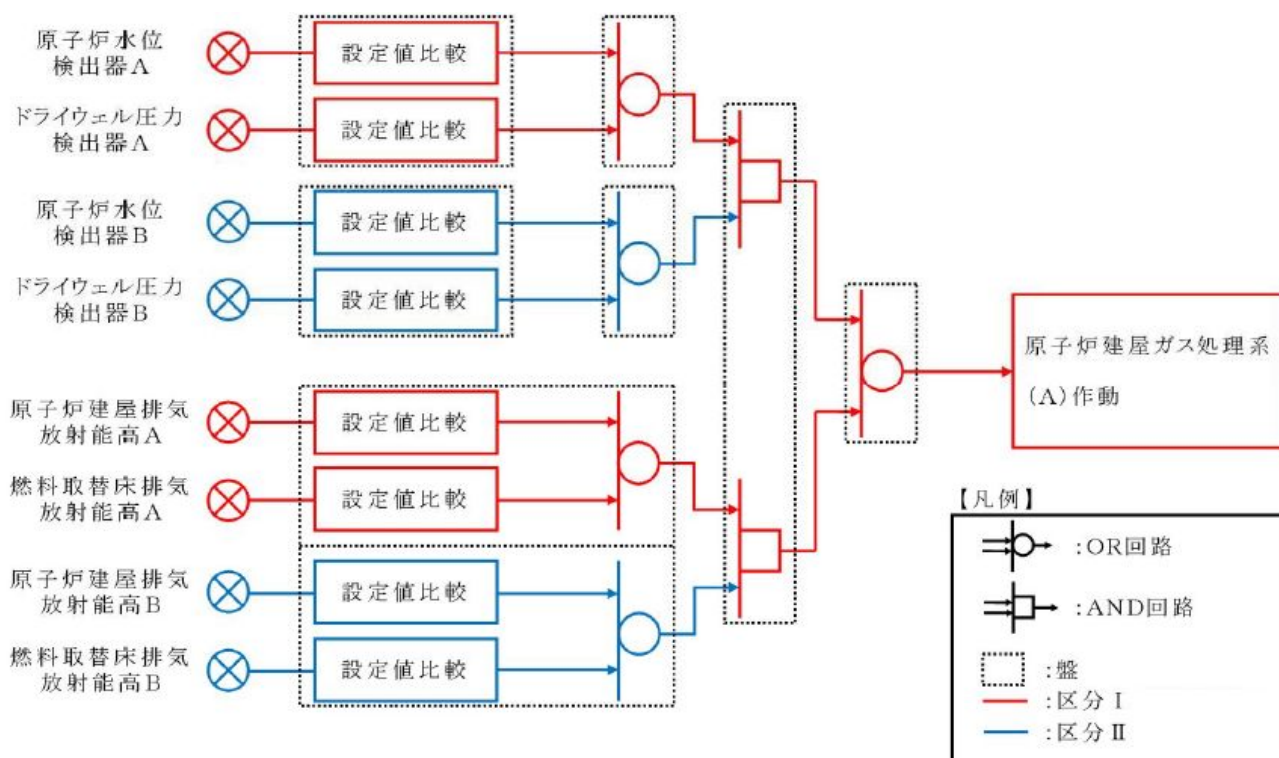 原子炉水位
検出器A
設定値比較
ドライウェル圧力
検出器A
設定値比較
原子炉水位
検出器B
設定値比較
ドライウェル圧力
検出器B
設定値比較
原子炉建屋排気
放射能高A
設定値比較
燃料取替床排気
放射能高A
設定値比較
原子炉建屋排気
放射能高B
設定値比較
燃料取替床排気
放射能高B
設定値比較
原子炉建屋ガス処理系
(A)作動
【凡例】
:OR回路
:AND回路
:盤
:区分Ⅰ
:区分Ⅱ